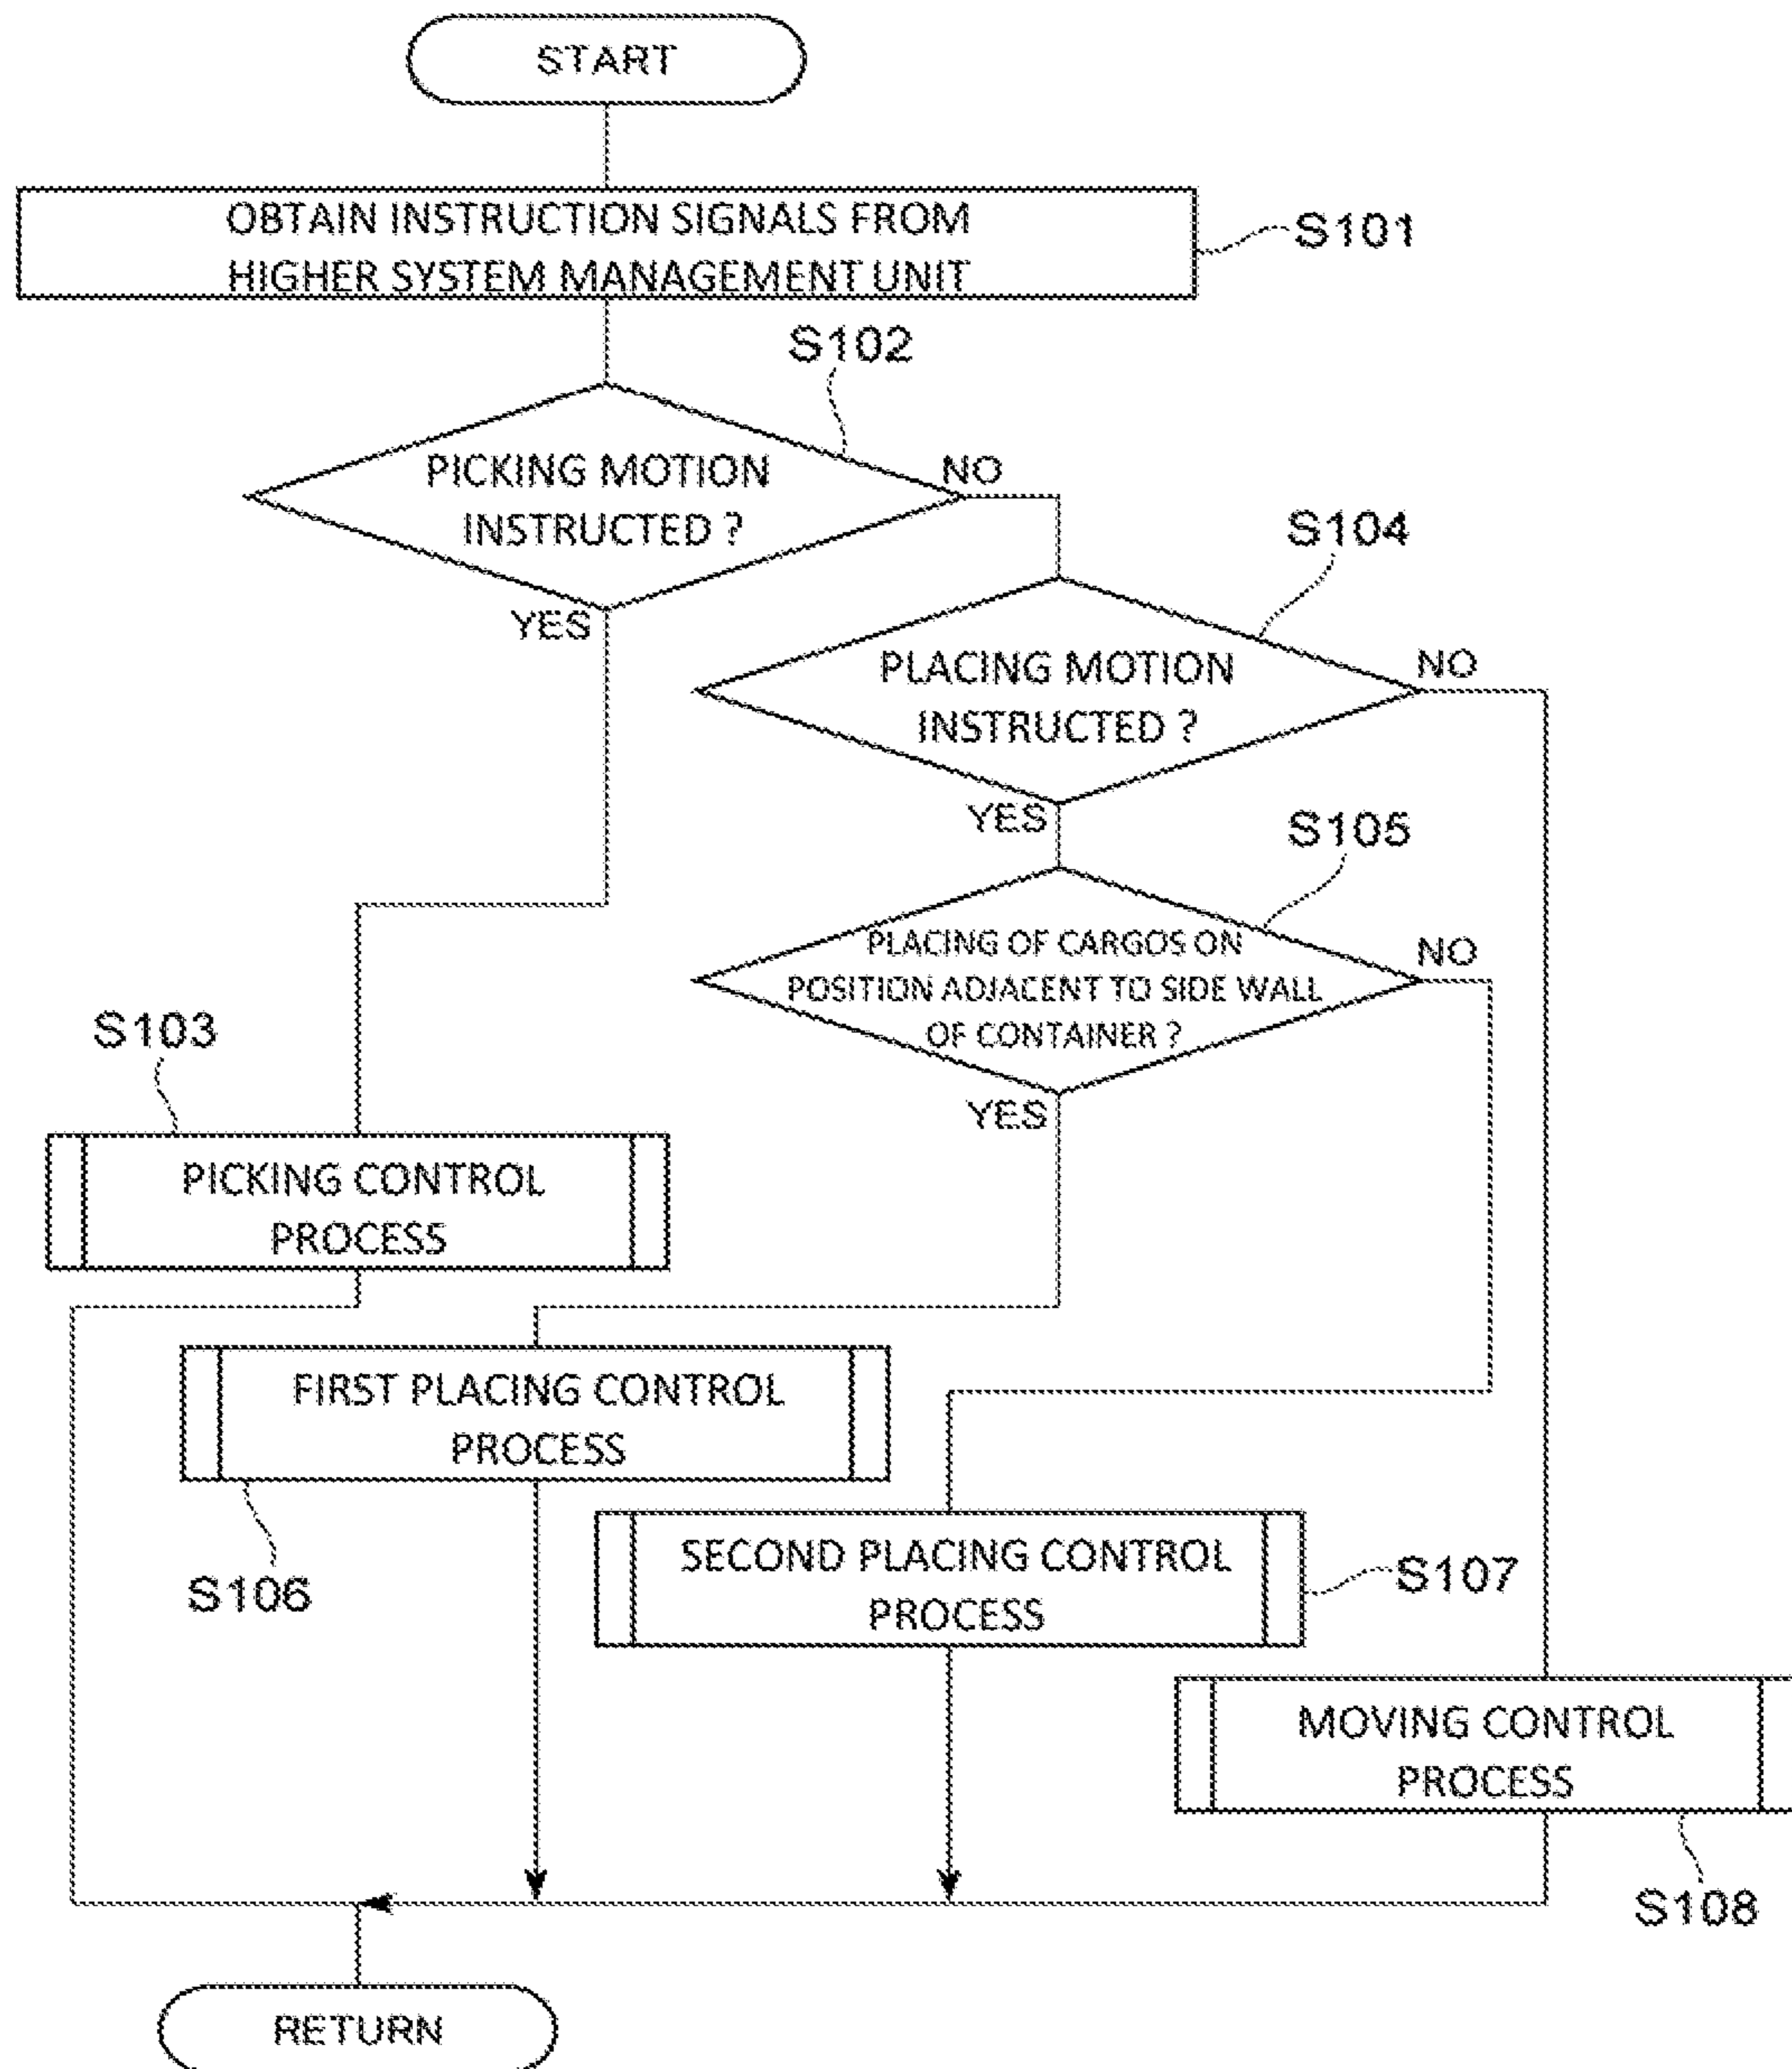 START
OBTAIN INSTRUCTION SIGNALS FROM
HIGHER SYSTEM MANAGEMENT UNIT
S101
S102
PICKING MOTION
INSTRUCTED ?
NO
YES
S104
PLACING MOTION
INSTRUCTED ?
NO
YES
S105
PLACING OF CARGOS ON
POSITION ADJACENT TO SIDE WALL
OF CONTAINER ?
NO
YES
S103
PICKING CONTROL
PROCESS
FIRST PLACING CONTROL
PROCESS
S106
SECOND PLACING CONTROL
PROCESS
S107
MOVING CONTROL
PROCESS
S108
RETURN